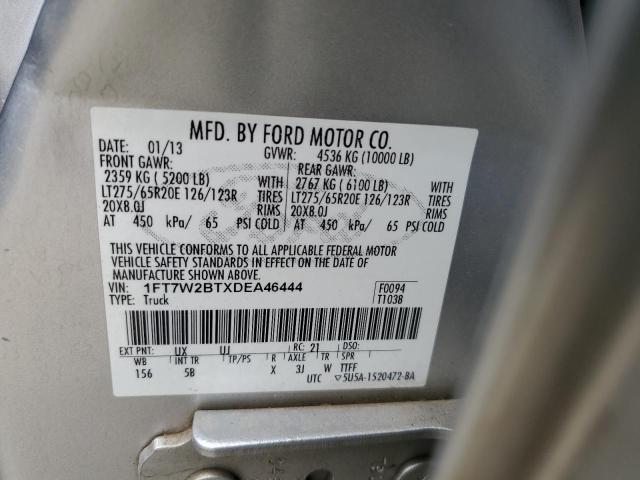 MFD. BY FORD MOTOR CO.
DATE: 01/13 GVWR: 4536 KG (10000 LB)
FRONT GAWR: REAR GAWR:
2359 KG ( 5200 LB) WITH 2767 KG ( 6100 LB) WITH
LT275/65R20E 126/123R TIRES LT275/65R20E 126/123R TIRES
20X8.0J RIMS 20X8.0J RIMS
AT 450 kPa/ 65 PSI COLD AT 450 kPa/ 65 PSI COLD
THIS VEHICLE CONFORMS TO ALL APPLICABLE FEDERAL MOTOR
VEHICLE SAFETY STANDARDS IN EFFECT ON THE DATE OF
MANUFACTURE SHOWN ABOVE.
VIN: 1FT7W2BTXDEA46444 F0094
TYPE: Truck T1038
EXT PNT: UX UJ RC: 21 DSO:
WB INT TR TP/PS R AXLE TR SPR
156 5B X 3J W TTFF
UTC ▽5U5A-1520472-BA